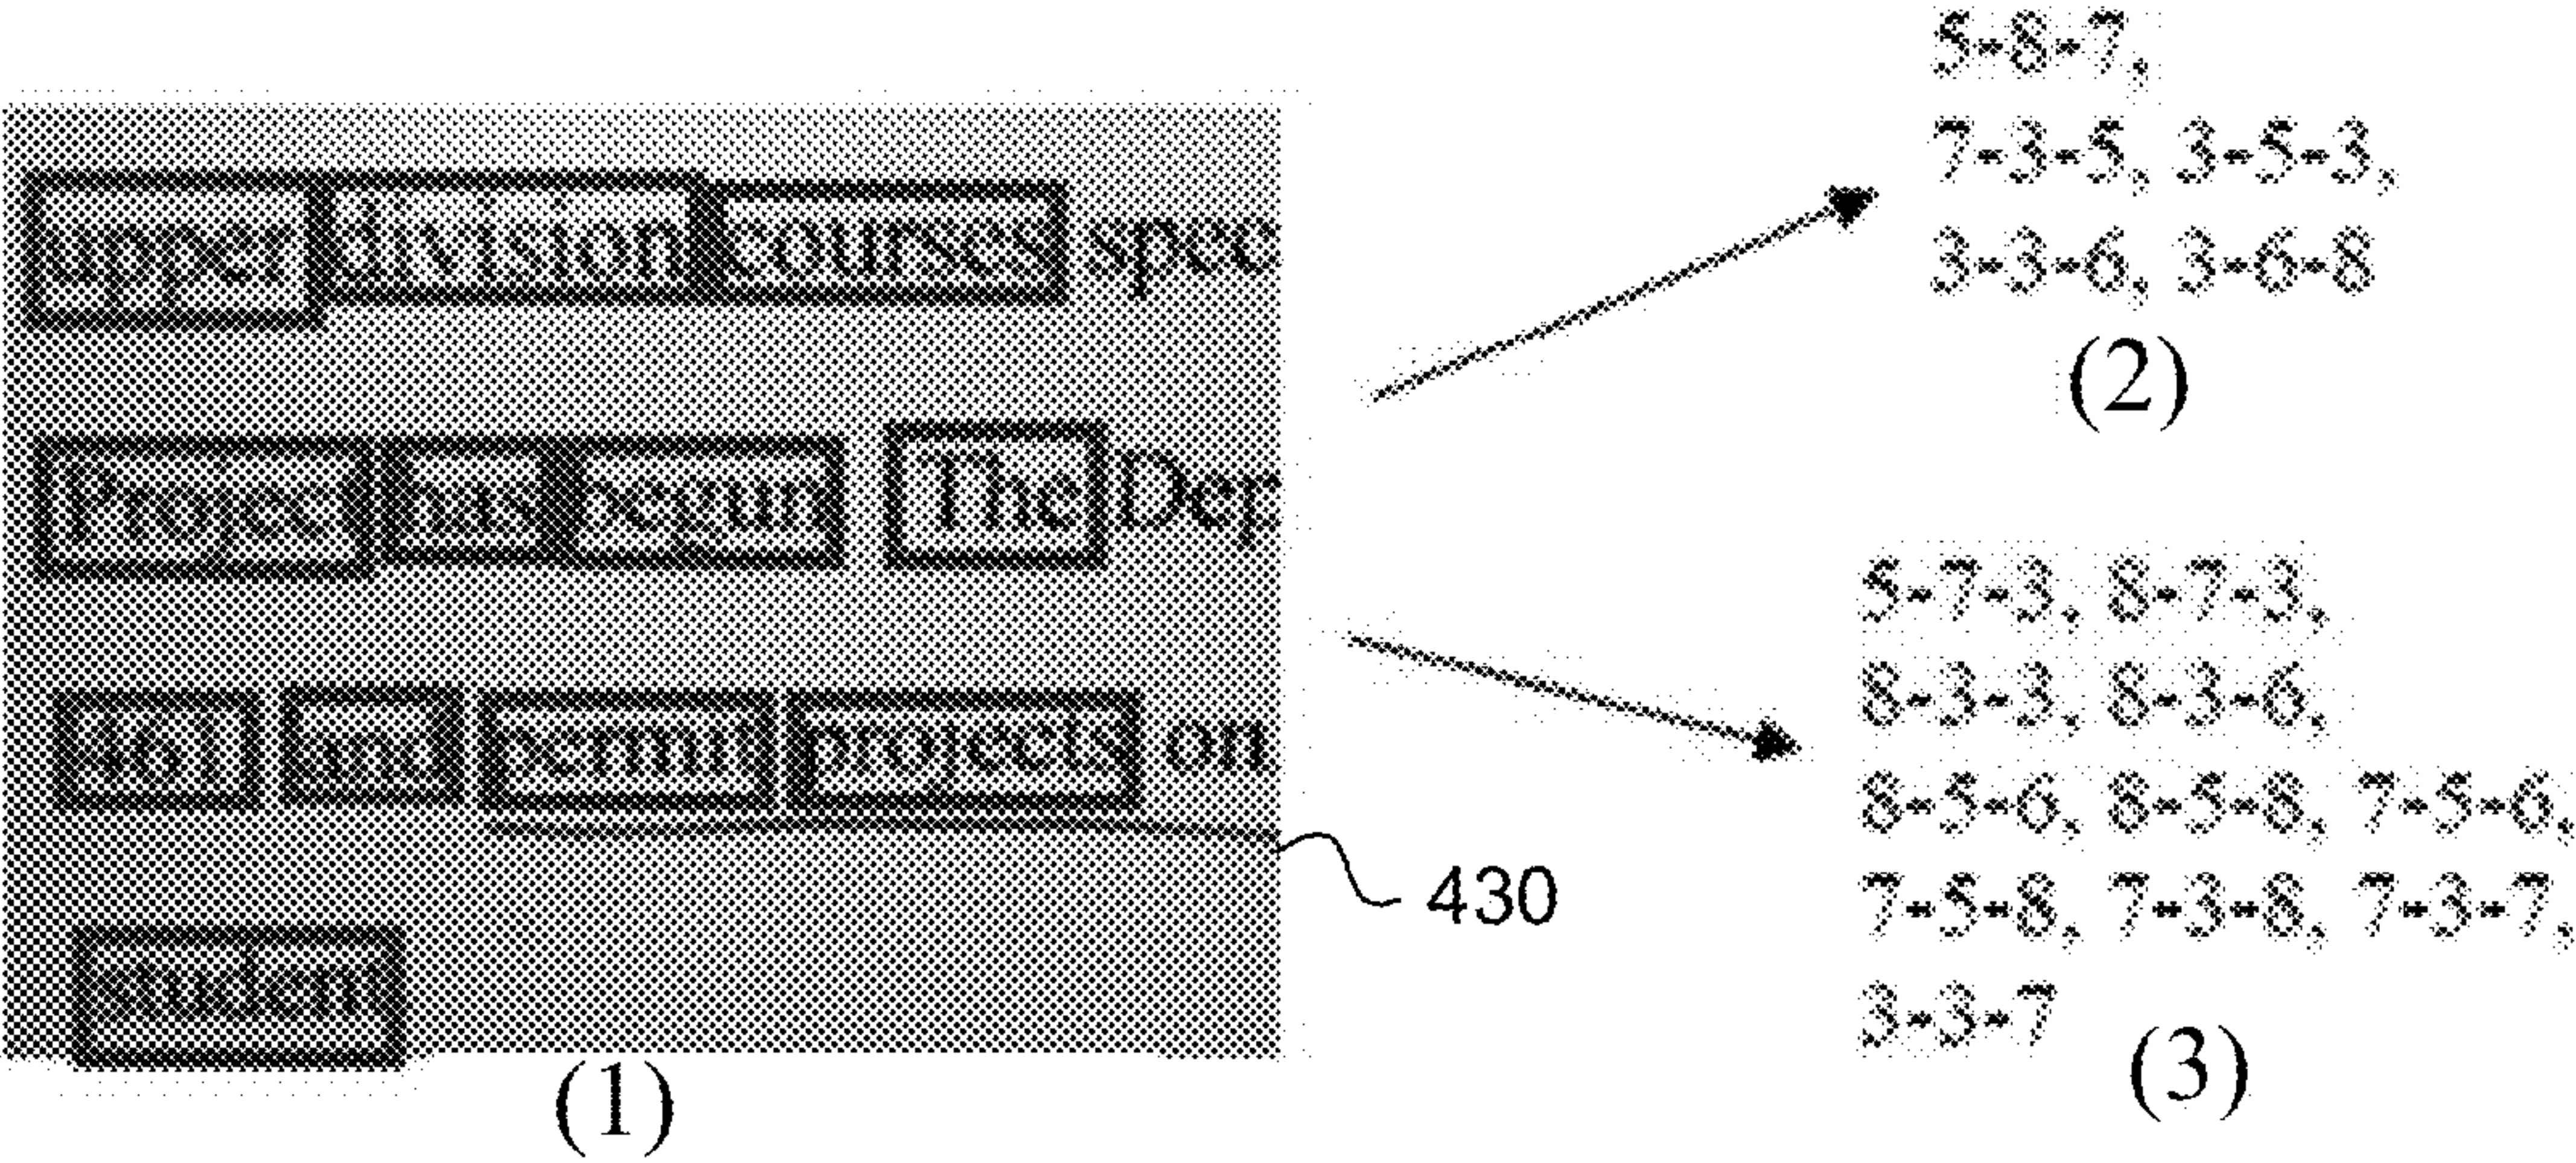 upper division courses spec
Project has begun The Dep
461 and permit projects on
student
(1)
430
5-8-7,
7-3-5, 3-5-3,
3-3-6, 3-6-8
(2)
5-7-3, 8-7-3,
8-3-3, 8-3-6,
8-5-6, 8-5-8, 7-5-6,
7-5-8, 7-3-8, 7-3-7,
3-3-7
(3)